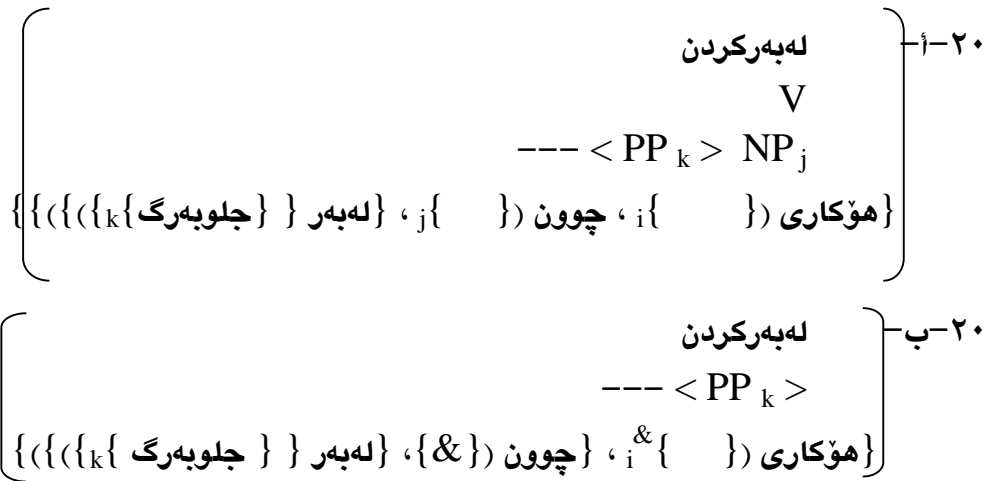 ٢٠-أ- لەبەرکردن
V
--- < PP k > NP j
{هۆکاری ({ }i ، چوون ({ }j ، {لەبەر { {جلوبەرگ}k})})}}
٢٠-ب- لەبەرکردن
--- < PP k >
{هۆکاری ({ }&i ، {چوون ({&}، {لەبەر { { جلوبەرگ }k})})}}